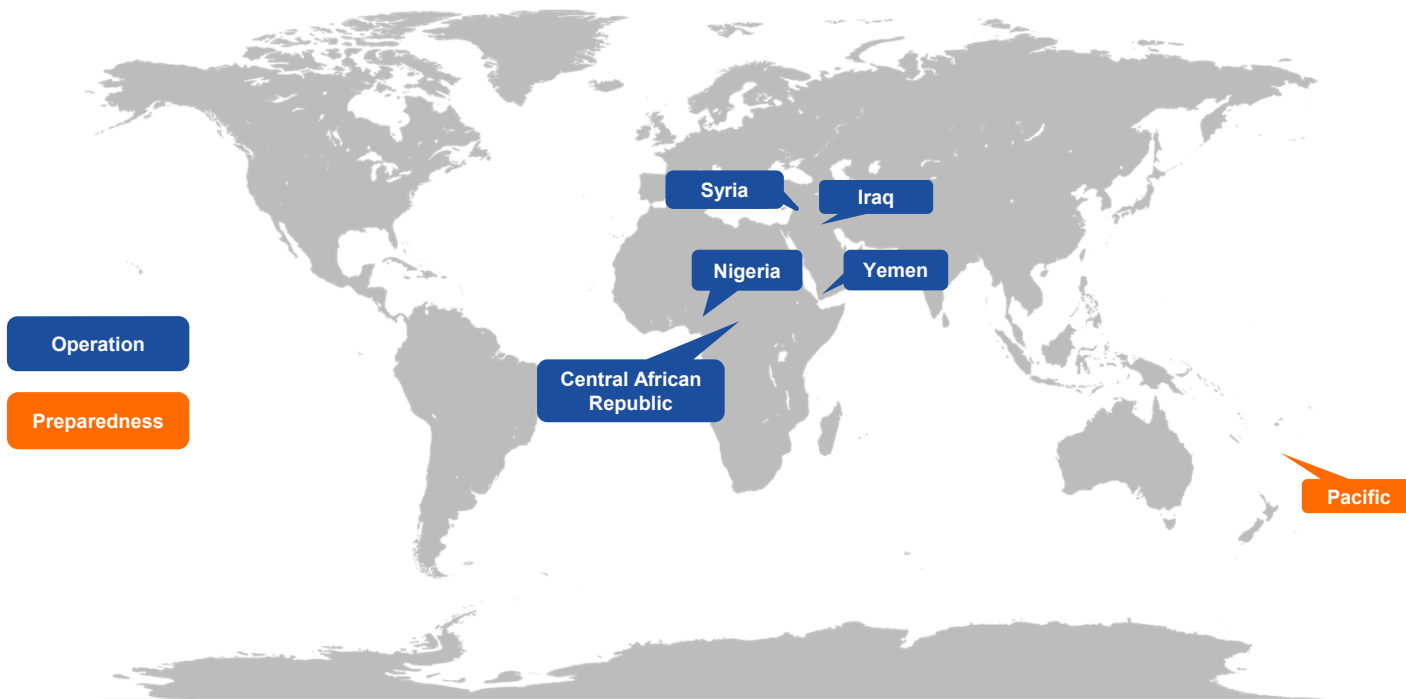 Syria
Iraq
Nigeria
Yemen
Operation
Central African
Republic
Preparedness
Pacific